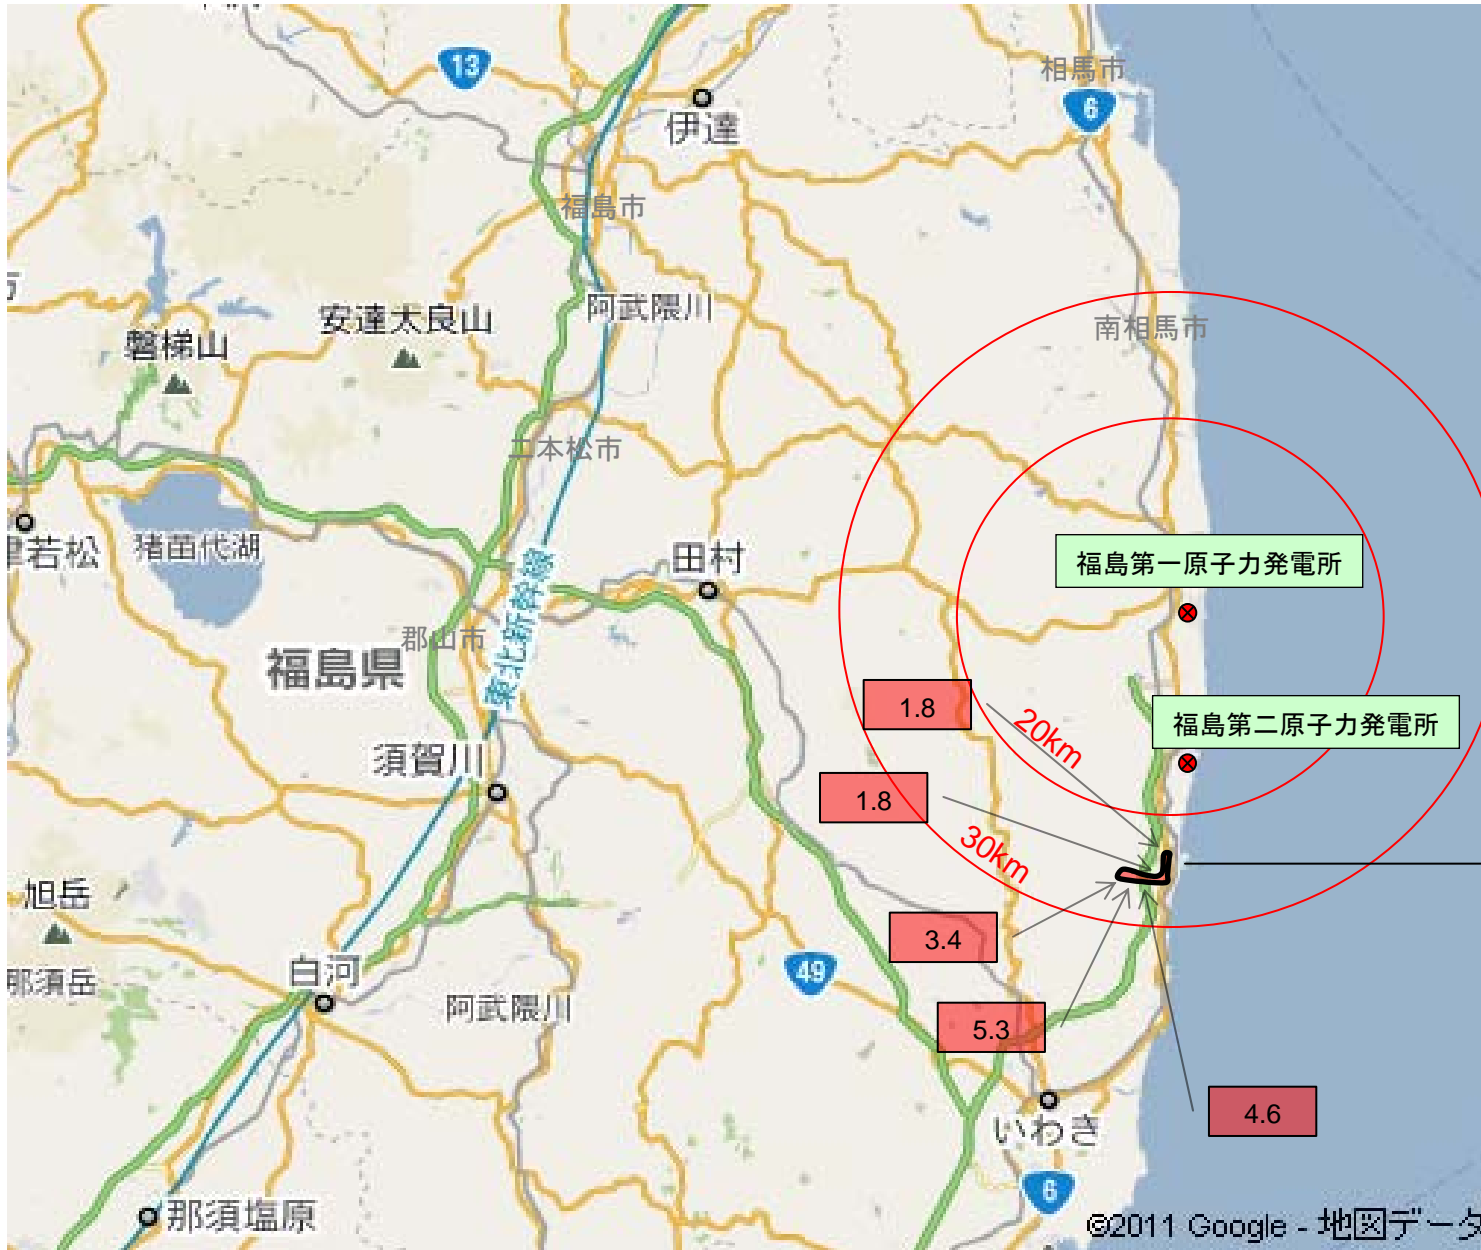 13
相馬市
6
伊達
福島市
阿武隈川
安達太良山
磐梯山
南相馬市
二本松市
猪苗代湖
若松
田村
東北新幹線
福島第一原子力発電所
郡山市
福島県
1.8
20km
福島第二原子力発電所
須賀川
1.8
30km
旭岳
3.4
49
那須岳
白河
阿武隈川
5.3
4.6
いわき
6
那須塩原
©2011 Google - 地図データ